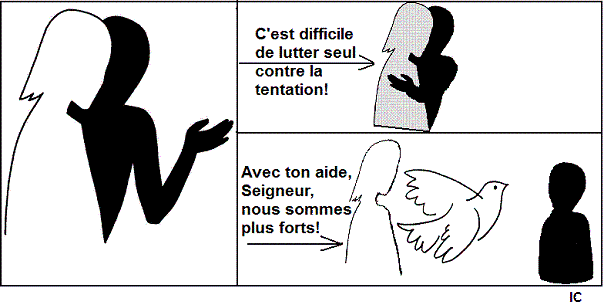 C'est difficile
de lutter seul
contre la
tentation!
Avec ton aide,
Seigneur,
nous sommes
plus forts!
IC